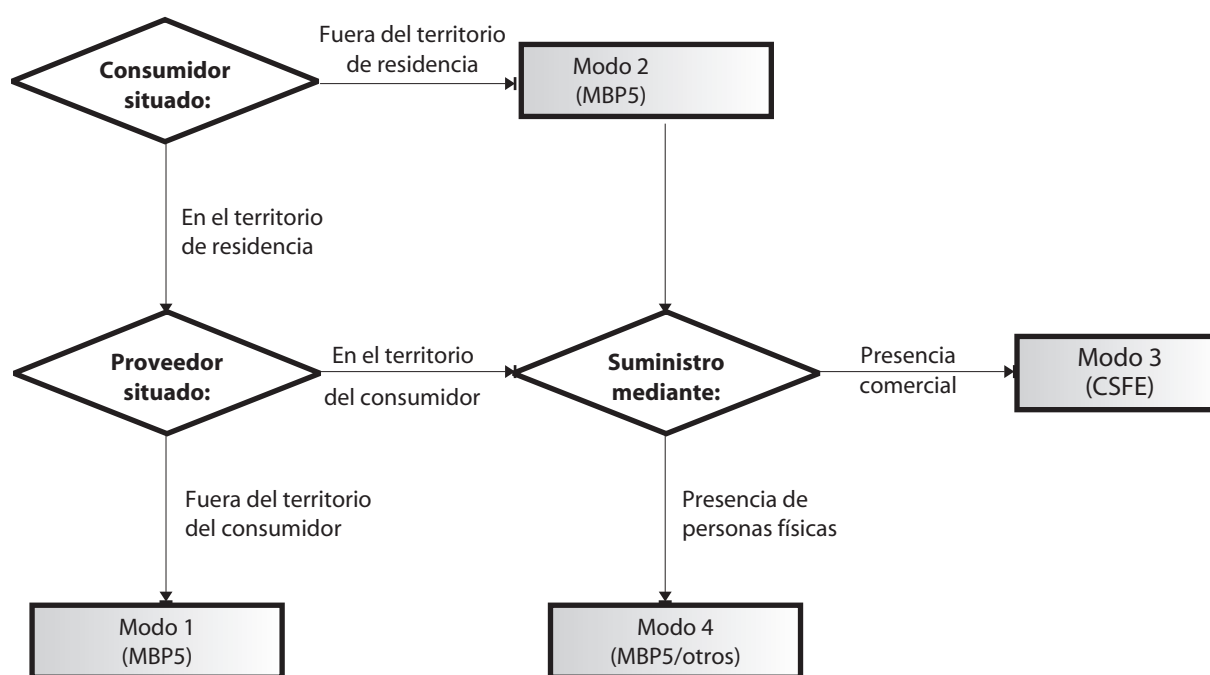 Consumidor
situado:
Fuera del territorio
de residencia
Modo 2
(MBP5)
En el territorio
de residencia
Proveedor
situado:
En el territorio
del consumidor
Suministro
mediante:
Presencia
comercial
Modo 3
(CSFE)
Fuera del territorio
del consumidor
Presencia de
personas físicas
Modo 1
(MBP5)
Modo 4
(MBP5/otros)